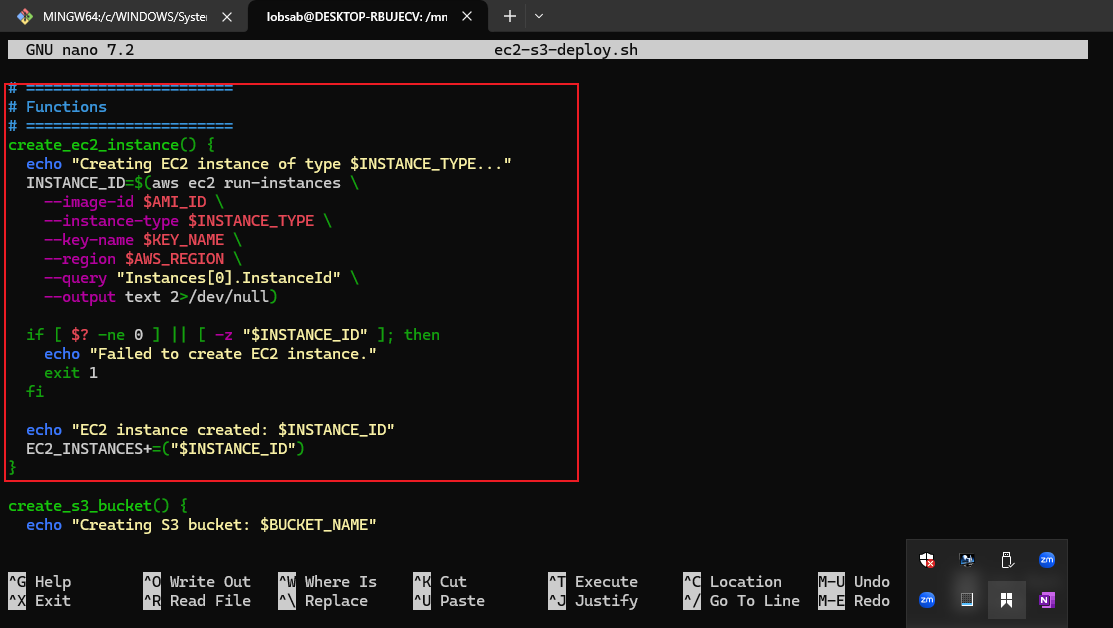 MINGW64:/c/WINDOWS/Syster
lobsab@DESKTOP-RBUJECV: /mn
GNU nano 7.2 ec2-s3-deploy.sh
# =======================
# Functions
# =======================
create_ec2_instance() {
  echo "Creating EC2 instance of type $INSTANCE_TYPE..."
  INSTANCE_ID=$(aws ec2 run-instances \
    --image-id $AMI_ID \
    --instance-type $INSTANCE_TYPE \
    --key-name $KEY_NAME \
    --region $AWS_REGION \
    --query "Instances[0].InstanceId" \
    --output text 2>/dev/null)
  if [ $? -ne 0 ] || [ -z "$INSTANCE_ID" ]; then
    echo "Failed to create EC2 instance."
    exit 1
  fi
  echo "EC2 instance created: $INSTANCE_ID"
  EC2_INSTANCES+=("$INSTANCE_ID")
}
create_s3_bucket() {
  echo "Creating S3 bucket: $BUCKET_NAME"
^G Help ^O Write Out ^W Where Is ^K Cut ^T Execute ^C Location M-U Undo
^X Exit ^R Read File ^\ Replace ^U Paste ^J Justify ^/ Go To Line M-E Redo
zm
zm
N